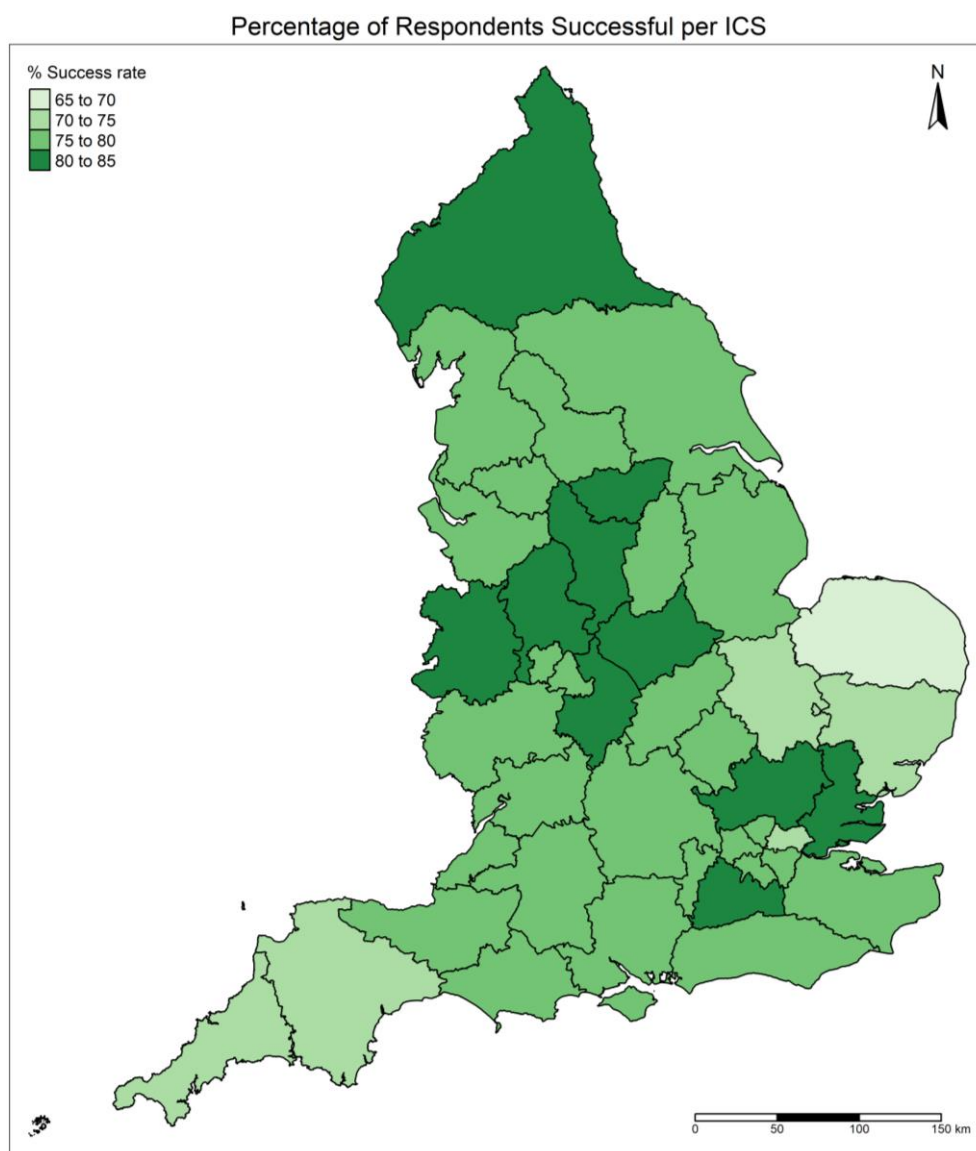 Percentage of Respondents Successful per ICS
% Success rate
65 to 70
70 to 75
75 to 80
80 to 85
N
0 50 100 150 km